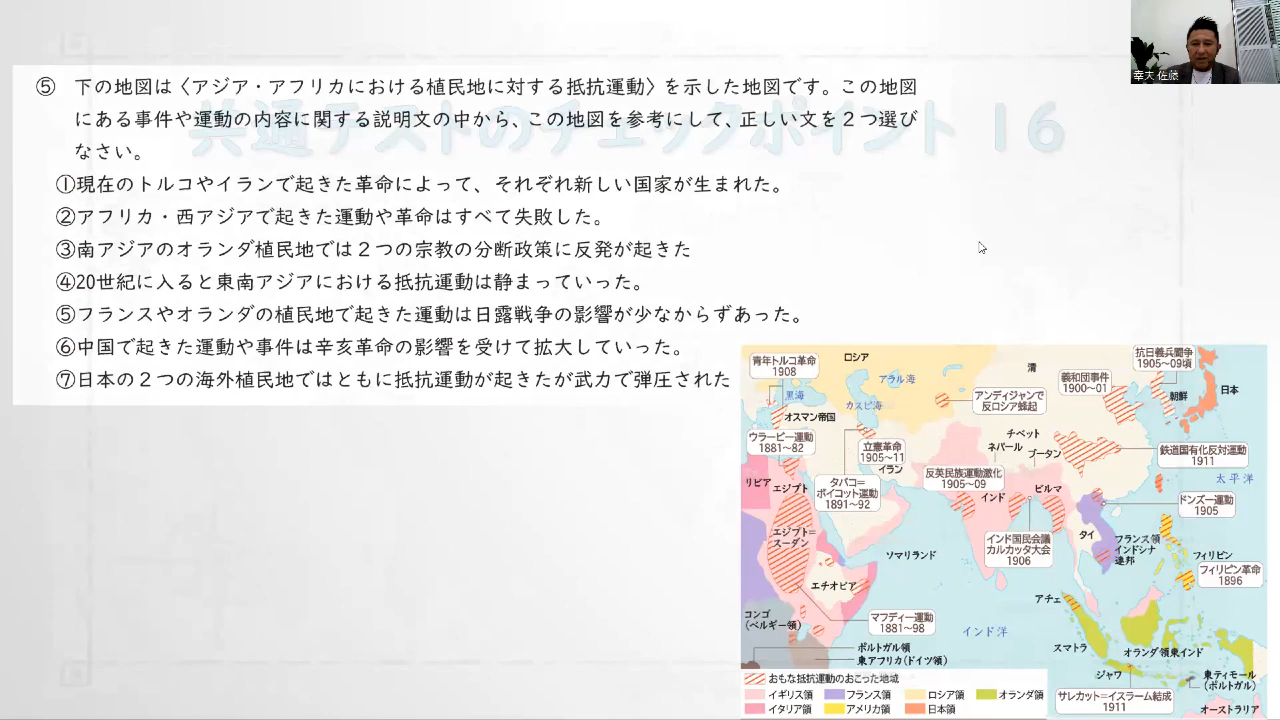 幸夫 佐藤
共通テストのチェックポイント 16
⑤ 下の地図は〈アジア・アフリカにおける植民地に対する抵抗運動〉を示した地図です。この地図
にある事件や運動の内容に関する説明文の中から、この地図を参考にして、正しい文を２つ選び
なさい。
①現在のトルコやイランで起きた革命によって、それぞれ新しい国家が生まれた。
②アフリカ・西アジアで起きた運動や革命はすべて失敗した。
③南アジアのオランダ植民地では２つの宗教の分断政策に反発が起きた
④20世紀に入ると東南アジアにおける抵抗運動は静まっていった。
⑤フランスやオランダの植民地で起きた運動は日露戦争の影響が少なからずあった。
⑥中国で起きた運動や事件は辛亥革命の影響を受けて拡大していった。
⑦日本の２つの海外植民地ではともに抵抗運動が起きたが武力で弾圧された
青年トルコ革命
1908
ロシア
アラル海
清
抗日義兵闘争
1905〜09頃
義和団事件
1900〜01
日本
朝鮮
黒海
カスピ海
アンディジャンで
反ロシア蜂起
オスマン帝国
ウラービー運動
1881〜82
立憲革命
1905〜11
イラン
チベット
ネパール
ブータン
鉄道国有化反対運動
1911
太平洋
反英民族運動激化
1905〜09
リビア
エジプト
タバコ=
ボイコット運動
1891〜92
インド
ビルマ
ドンズー運動
1905
エジプト=
スーダン
インド国民会議
カルカッタ大会
1906
タイ
フランス領
インドシナ
連邦
ソマリランド
フィリピン
フィリピン革命
1896
エチオピア
アチェ
コンゴ
(ベルギー領)
マフディー運動
1881〜98
インド洋
ポルトガル領
東アフリカ(ドイツ領)
スマトラ
オランダ領東インド
ジャワ
東ティモール
(ポルトガル)
サレカット=イスラーム結成
1911
オーストラリア
おもな抵抗運動のおこった地域
イギリス領
フランス領
ロシア領
オランダ領
イタリア領
アメリカ領
日本領